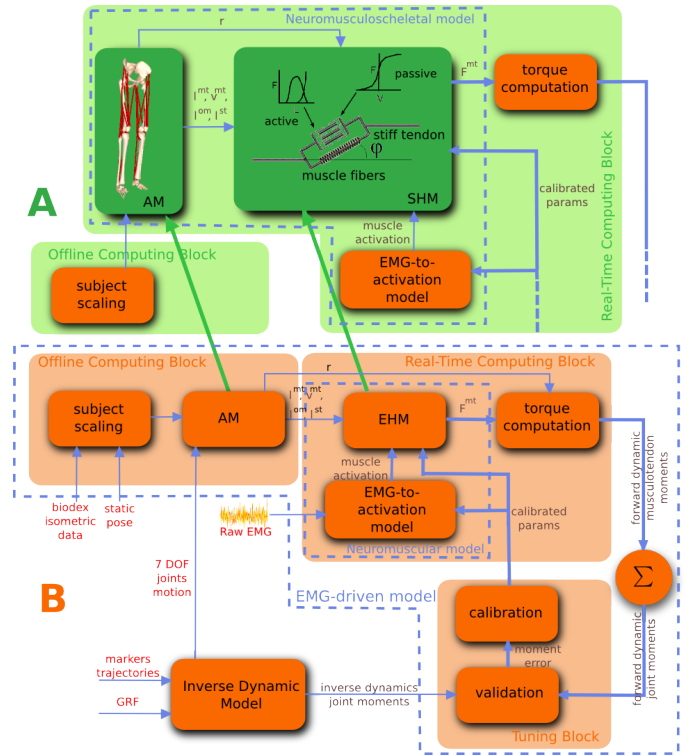 Neuromusculoscheletal model
r
F^mt
torque
computation
l^mt, v^mt,
l^om, l^st
F
passive
F
v
active
stiff tendon
φ
muscle fibers
SHM
AM
A
muscle
activation
calibrated
params
Real-Time Computing Block
Offline Computing Block
subject
scaling
EMG-to-
activation model
Offline Computing Block
Real-Time Computing Block
r
subject
scaling
AM
l^mt, v^mt,
l^om, l^st
EHM
F^mt
torque
computation
muscle
activation
biodex
isometric
data
static
pose
Raw EMG
EMG-to-
activation model
calibrated
params
Neuromuscular model
forward dynamic
musculotendon
moments
7 DOF
joints
motion
B
EMG-driven model
Σ
calibration
moment
error
forward dynamic
joint moments
markers
trajectories
GRF
Inverse Dynamic
Model
inverse dynamics
joint moments
validation
Tuning Block